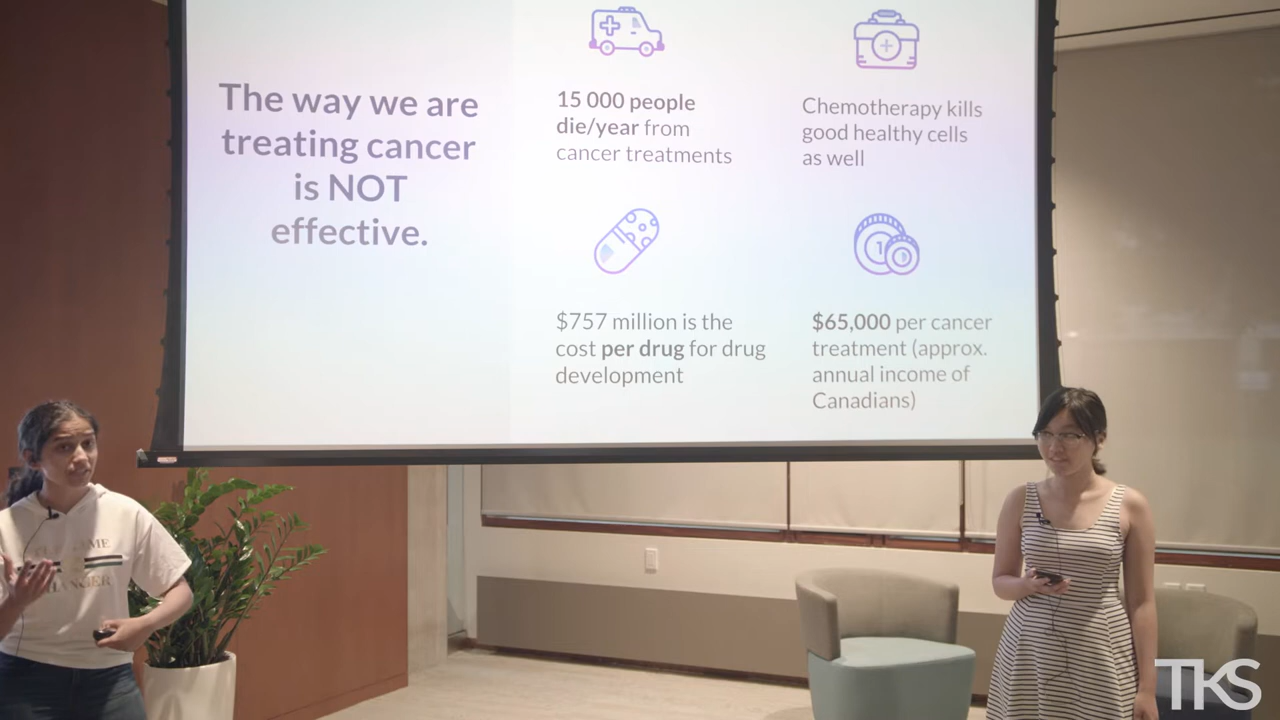 The way we are
treating cancer
is NOT
effective.
15 000 people
die/year from
cancer treatments
Chemotherapy kills
good healthy cells
as well
1
$757 million is the
cost per drug for drug
development
$65,000 per cancer
treatment (approx.
annual income of
Canadians)
TKS